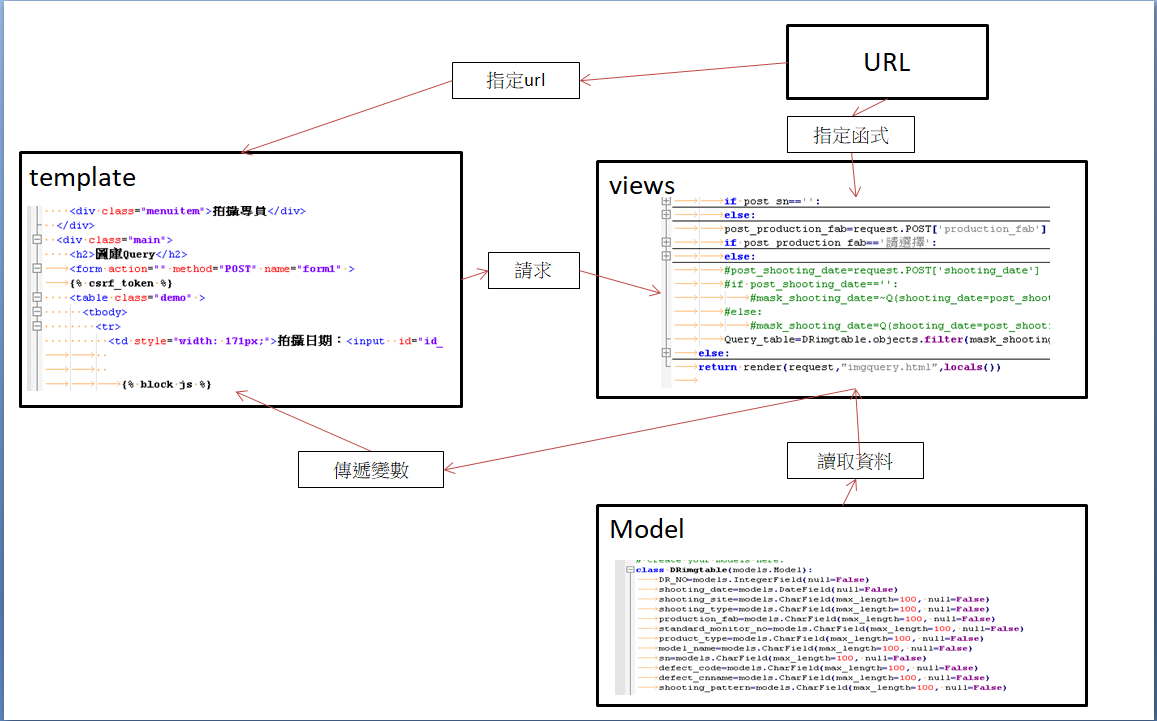 URL
指定url
指定函式
template
<div class="menuitem">拍攝專員</div>
</div>
<div class="main">
<h2>圖庫Query</h2>
<form action="" method="POST" name="form1" >
{% csrf_token %}
<table class="demo" >
<tbody>
<tr>
<td style="width: 171px;">拍攝日期：<input id="id_
{% block js %}
views
if post_sn=='':
else:
post_production_fab=request.POST['production_fab']
if post_production_fab=='請選擇':
else:
#post_shooting_date=request.POST['shooting_date']
#if post_shooting_date=='':
#mask_shooting_date=~Q(shooting_date=post_shoot
#else:
#mask_shooting_date=Q(shooting_date=post_shooti
Query_table=DRimgtable.objects.filter(mask_shooting
else:
return render(request,"imgquery.html",locals())
請求
傳遞變數
讀取資料
Model
# Create your models here.
class DRimgtable(models.Model):
DR_NO=models.IntegerField(null=False)
shooting_date=models.DateField(null=False)
shooting_site=models.CharField(max_length=100, null=False)
shooting_type=models.CharField(max_length=100, null=False)
production_fab=models.CharField(max_length=100, null=False)
standard_monitor_no=models.CharField(max_length=100, null=False)
product_type=models.CharField(max_length=100, null=False)
model_name=models.CharField(max_length=100, null=False)
sn=models.CharField(max_length=100, null=False)
defect_code=models.CharField(max_length=100, null=False)
defect_cnname=models.CharField(max_length=100, null=False)
shooting_pattern=models.CharField(max_length=100, null=False)